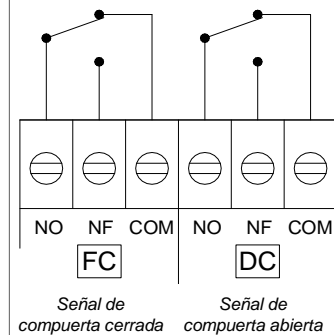 NO NF COM NO NF COM
FC DC
Señal de Señal de
compuerta cerrada compuerta abierta